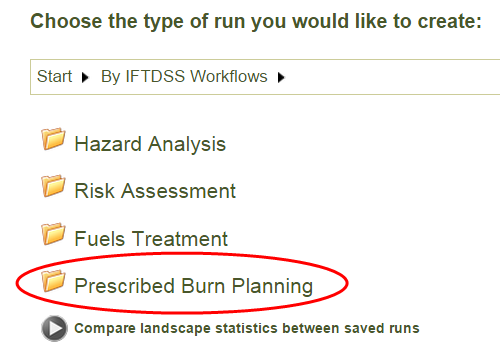 Choose the type of run you would like to create:
Start By IFTDSS Workflows
Hazard Analysis
Risk Assessment
Fuels Treatment
Prescribed Burn Planning
Compare landscape statistics between saved runs